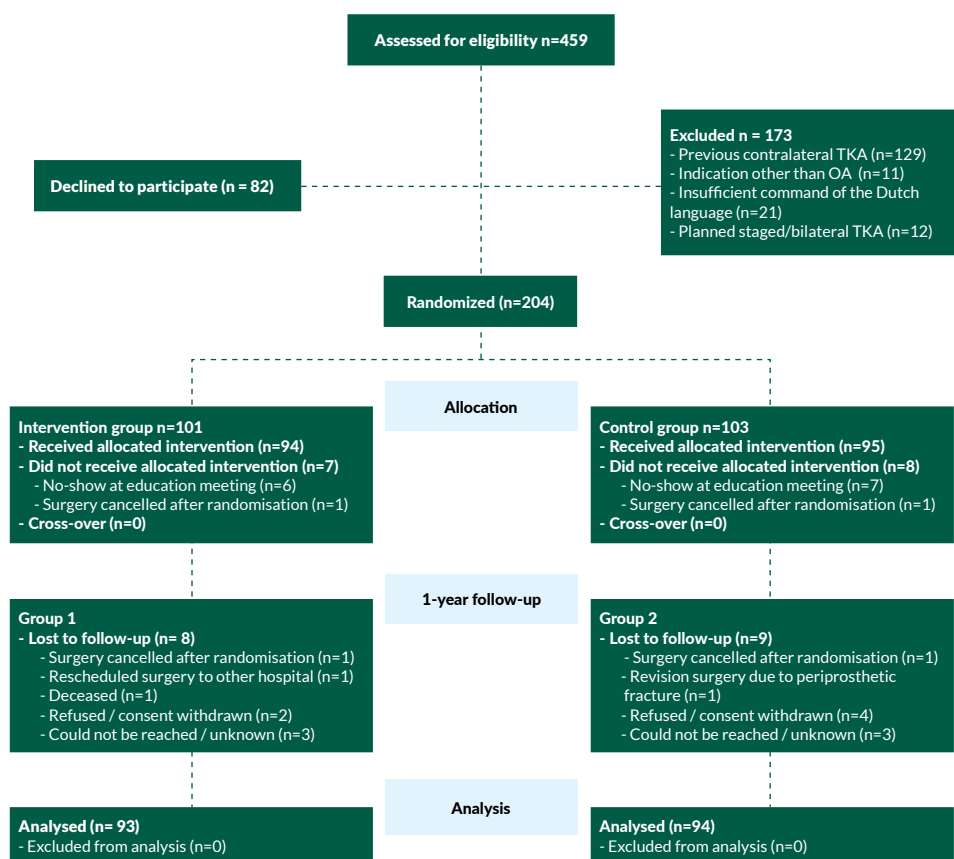 Assessed for eligibility n=459
Excluded n = 173
- Previous contralateral TKA (n=129)
- Indication other than OA (n=11)
- Insufficient command of the Dutch
language (n=21)
- Planned staged/bilateral TKA (n=12)
Declined to participate (n = 82)
Randomized (n=204)
Allocation
Intervention group n=101
- Received allocated intervention (n=94)
- Did not receive allocated intervention (n=7)
- No-show at education meeting (n=6)
- Surgery cancelled after randomisation (n=1)
- Cross-over (n=0)
Control group n=103
- Received allocated intervention (n=95)
- Did not receive allocated intervention (n=8)
- No-show at education meeting (n=7)
- Surgery cancelled after randomisation (n=1)
- Cross-over (n=0)
1-year follow-up
Group 1
- Lost to follow-up (n= 8)
- Surgery cancelled after randomisation (n=1)
- Rescheduled surgery to other hospital (n=1)
- Deceased (n=1)
- Refused / consent withdrawn (n=2)
- Could not be reached / unknown (n=3)
Group 2
- Lost to follow-up (n=9)
- Surgery cancelled after randomisation (n=1)
- Revision surgery due to periprosthetic
fracture (n=1)
- Refused / consent withdrawn (n=4)
- Could not be reached / unknown (n=3)
Analysis
Analysed (n= 93)
- Excluded from analysis (n=0)
Analysed (n=94)
- Excluded from analysis (n=0)